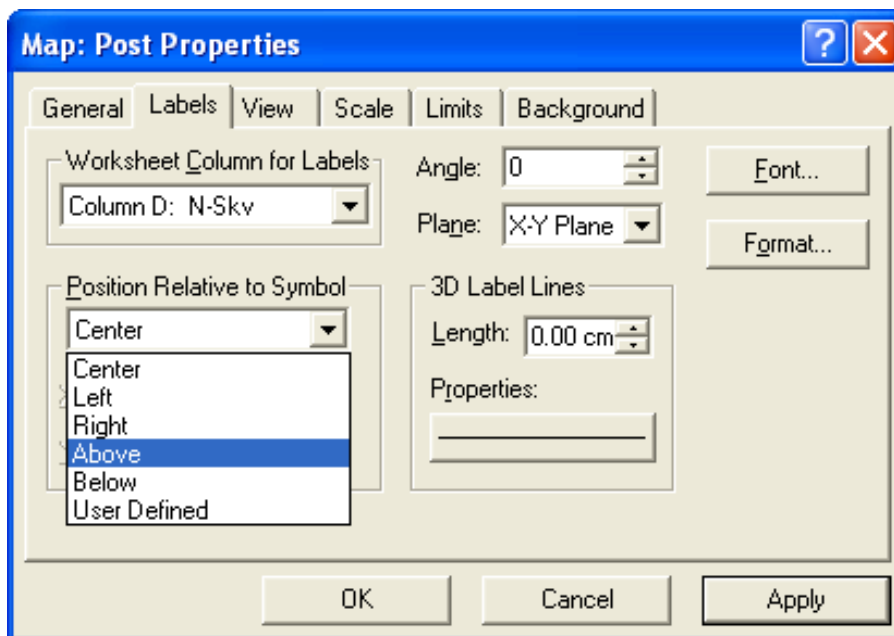 Map: Post Properties
General Labels View Scale Limits Background
Worksheet Column for Labels
Column D: N-Skv
Angle: 0
Plane: X-Y Plane
Font...
Format...
Position Relative to Symbol
Center
Center
Left
Right
Above
Below
User Defined
3D Label Lines
Length: 0.00 cm
Properties:
OK Cancel Apply